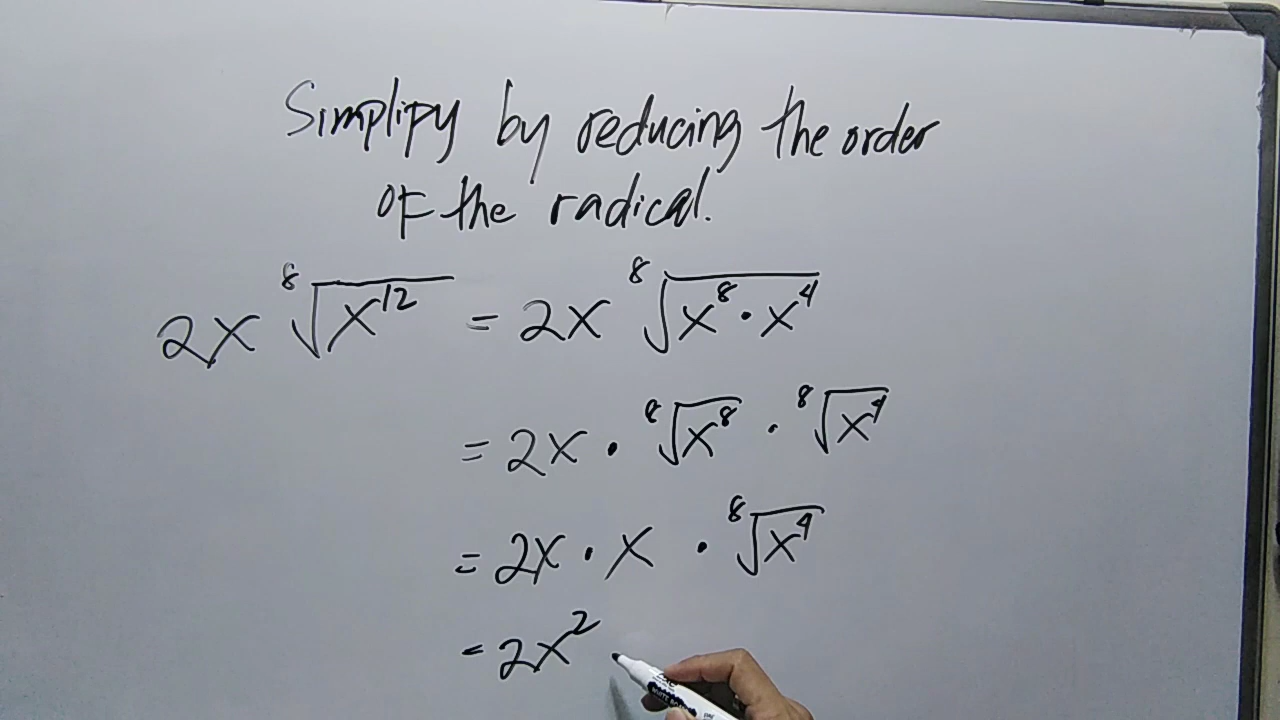 Simplipy by reducing the order
of the radical.
2x ⁸√(x¹²) = 2x ⁸√(x⁸ · x⁴)
= 2x · ⁸√(x⁸) · ⁸√(x⁴)
= 2x · x · ⁸√(x⁴)
= 2x²